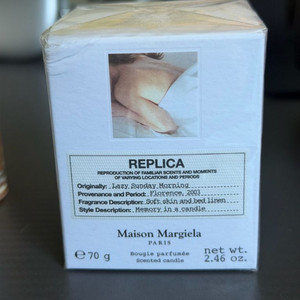 REPLICA
REPRODUCTION OF FAMILIAR SCENTS AND MOMENTS
OF VARYING LOCATIONS AND PERIODS
Originally: Lazy Sunday Morning
Provenance and Period: Florence, 2003
Fragrance Description: Soft skin and bed linen
Style Description: Memory in a candle
Maison Margiela
PARIS
℮ 70 g
Bougie parfumée
Scented candle
net wt.
2.46 oz.